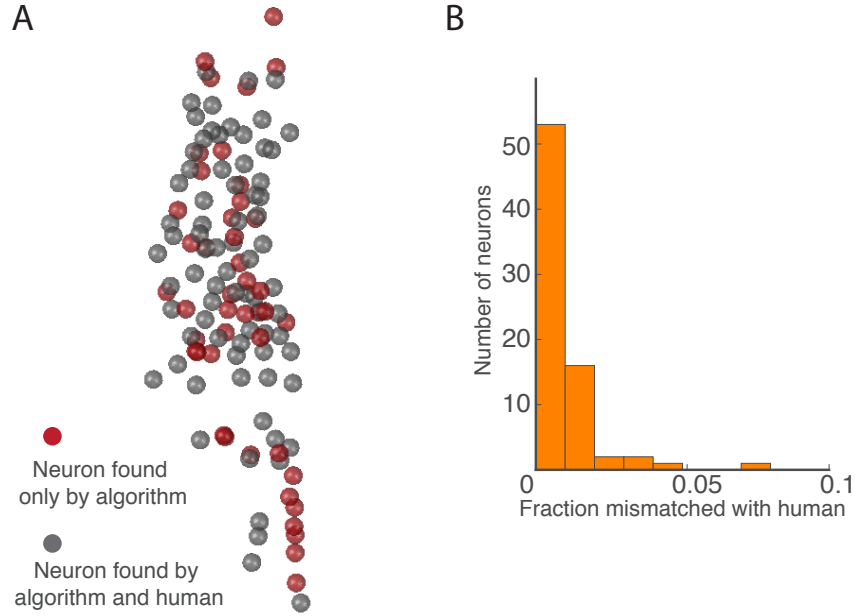 A
B
Neuron found
only by algorithm
Neuron found by
algorithm and human
Number of neurons
50
40
30
20
10
0
0.05
0.1
Fraction mismatched with human